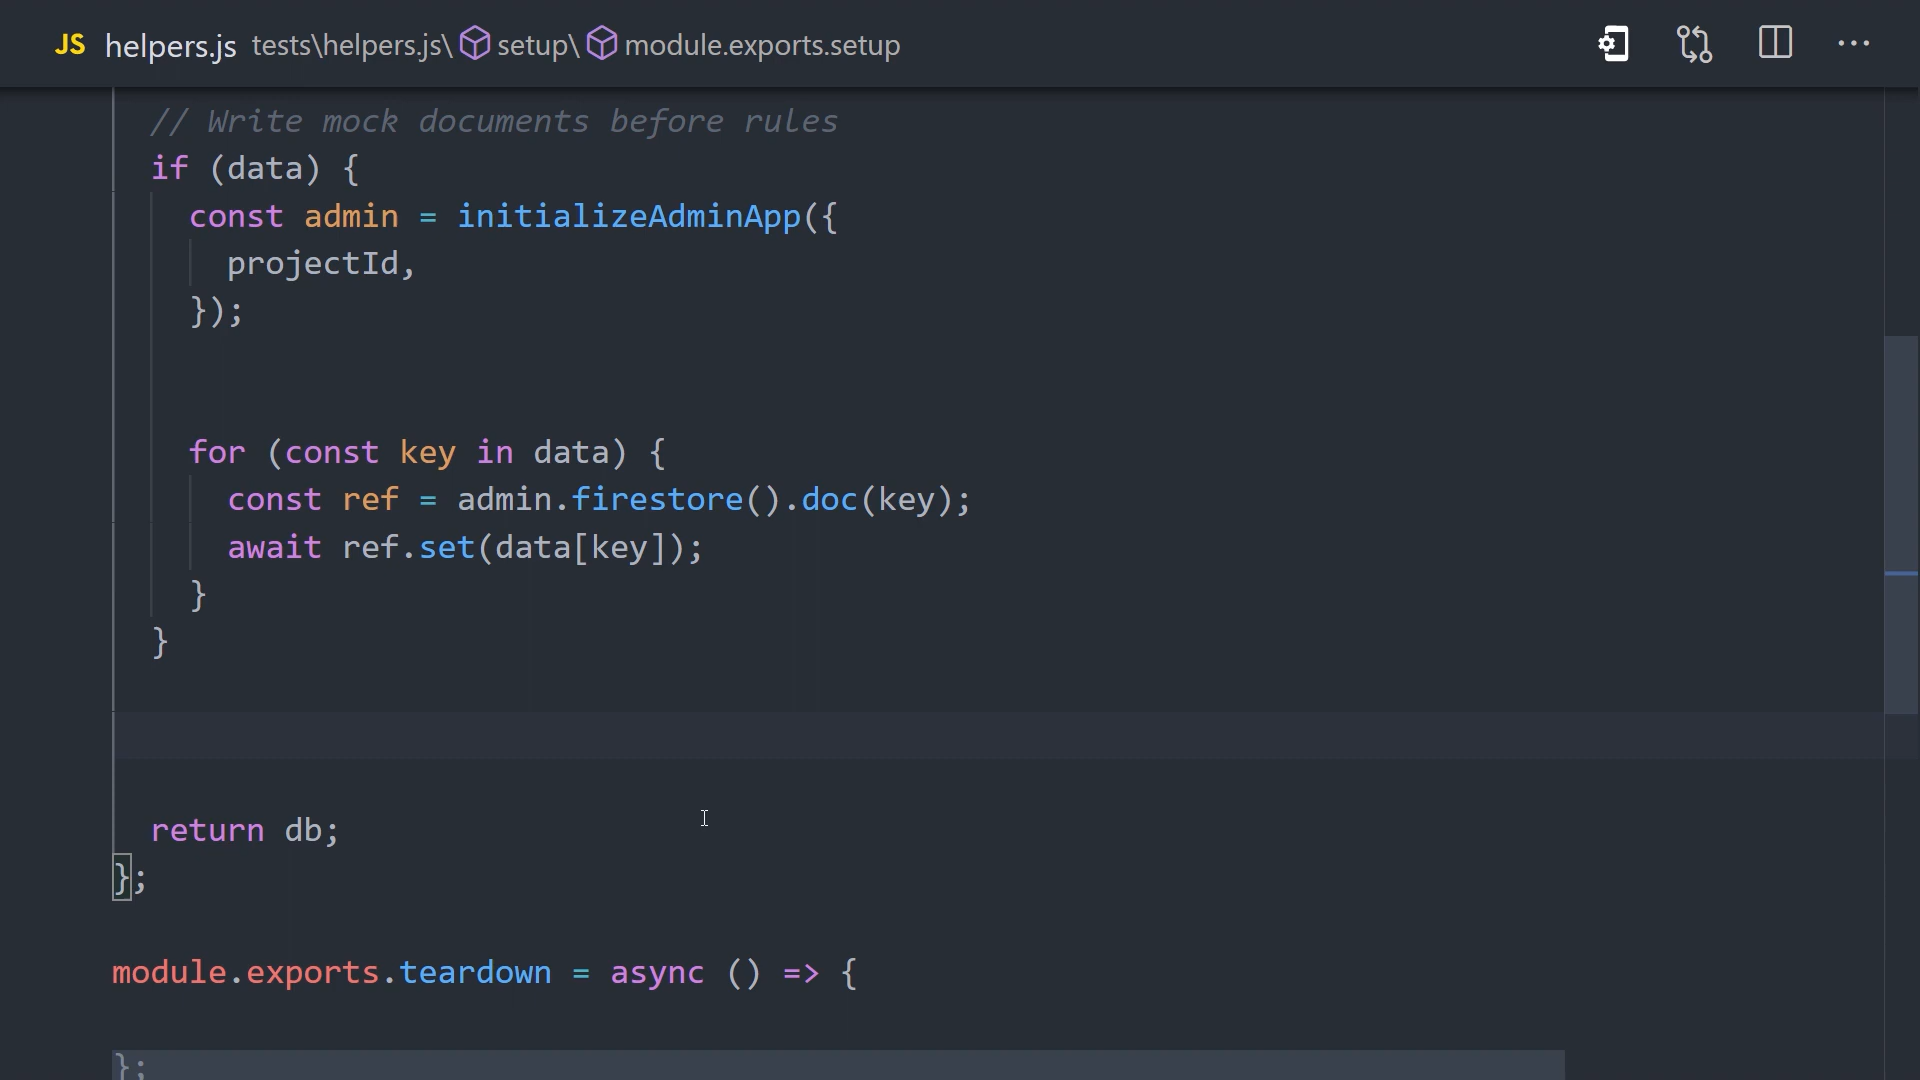 JS helpers.js tests\helpers.js\ setup\ module.exports.setup
// Write mock documents before rules
if (data) {
const admin = initializeAdminApp({
projectId,
});
for (const key in data) {
const ref = admin.firestore().doc(key);
await ref.set(data[key]);
}
}
return db;
};
module.exports.teardown = async () => {
};